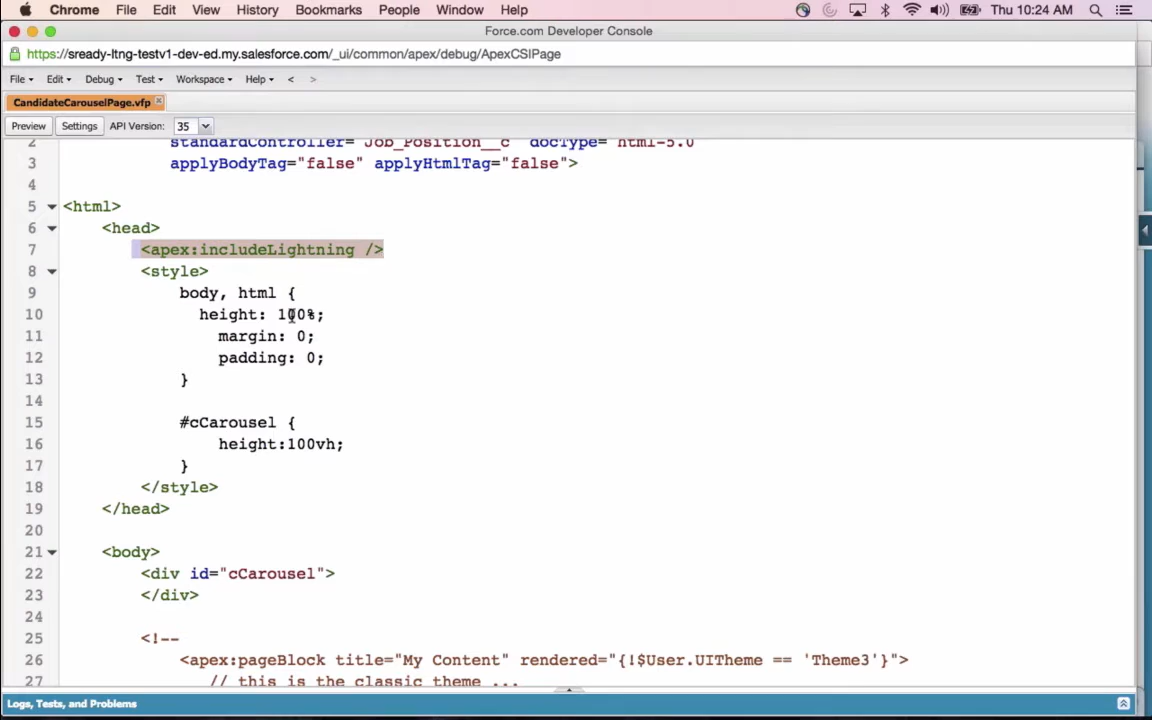 Chrome File Edit View History Bookmarks People Window Help Thu 10:24 AM
Force.com Developer Console
https://sready-ltng-testv1-dev-ed.my.salesforce.com/_ui/common/apex/debug/ApexCSIPage
File Edit Debug Test Workspace Help < >
CandidateCarouselPage.vfp
Preview Settings API Version: 35
2 standardController="Job_Position__c" docType="html-5.0"
3 applyBodyTag="false" applyHtmlTag="false">
4
5 <html>
6 <head>
7 <apex:includeLightning />
8 <style>
9 body, html {
10 height: 100%;
11 margin: 0;
12 padding: 0;
13 }
14
15 #cCarousel {
16 height:100vh;
17 }
18 </style>
19 </head>
20
21 <body>
22 <div id="cCarousel">
23 </div>
24
25 <!--
26 <apex:pageBlock title="My Content" rendered="{!$User.UITheme == 'Theme3'}">
27 // this is the classic theme ...
Logs, Tests, and Problems